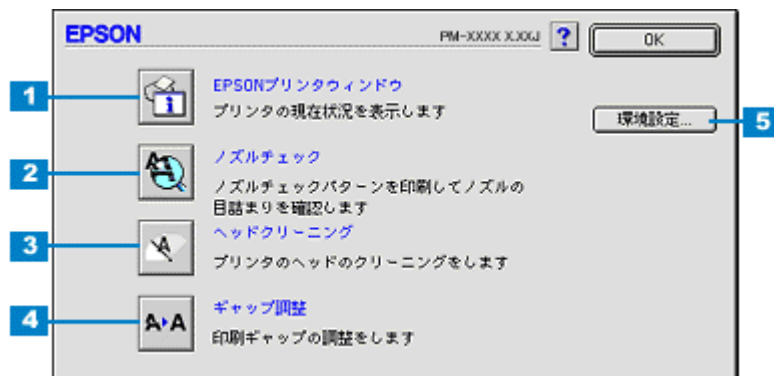 EPSON
PM-XXXX X.XXJ
?
OK
1
EPSONプリンタウィンドウ
プリンタの現在状況を表示します
環境設定...
5
2
ノズルチェック
ノズルチェックパターンを印刷してノズルの
目詰まりを確認します
3
ヘッドクリーニング
プリンタのヘッドのクリーニングをします
4
A▸A
ギャップ調整
印刷ギャップの調整をします